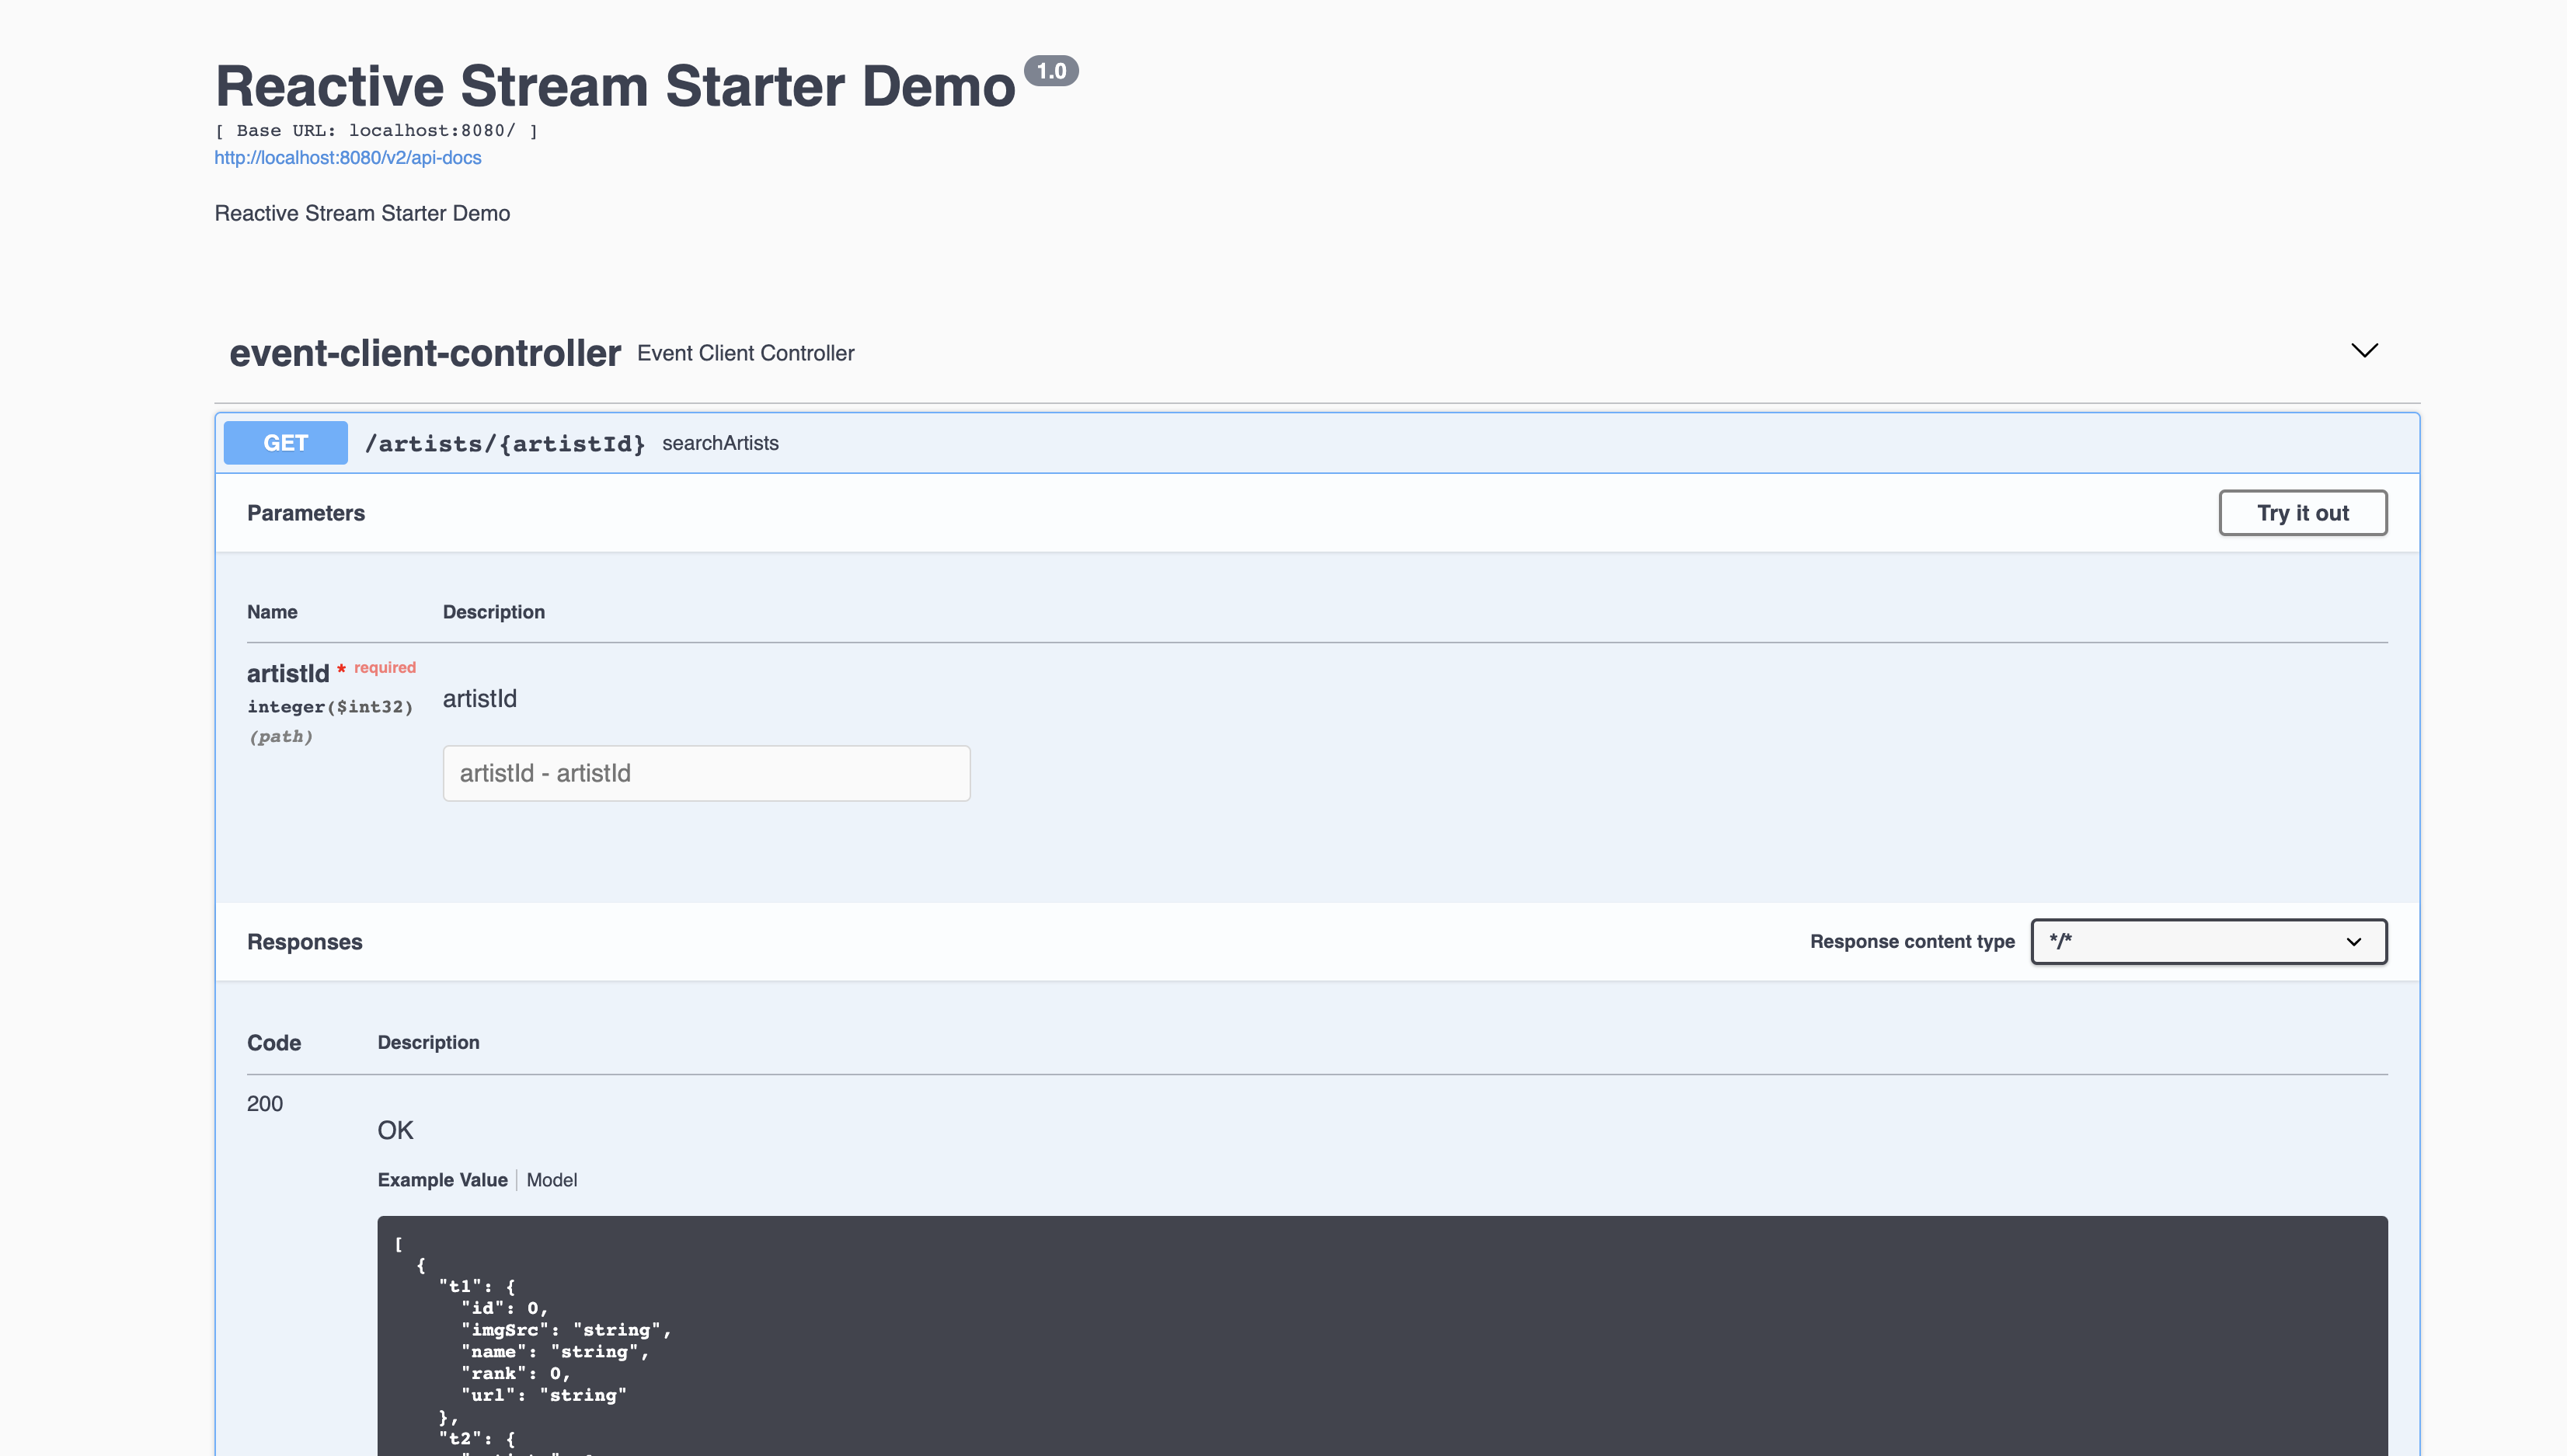 Reactive Stream Starter Demo 1.0
[ Base URL: localhost:8080/ ]
http://localhost:8080/v2/api-docs
Reactive Stream Starter Demo
event-client-controller Event Client Controller
GET /artists/{artistId} searchArtists
Parameters Try it out
Name Description
artistId * required
integer($int32)
(path)
artistId
artistId - artistId
Responses Response content type */*
Code Description
200
OK
Example Value Model
[
{
"t1": {
"id": 0,
"imgSrc": "string",
"name": "string",
"rank": 0,
"url": "string"
},
"t2": {